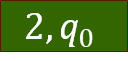 2, q₀